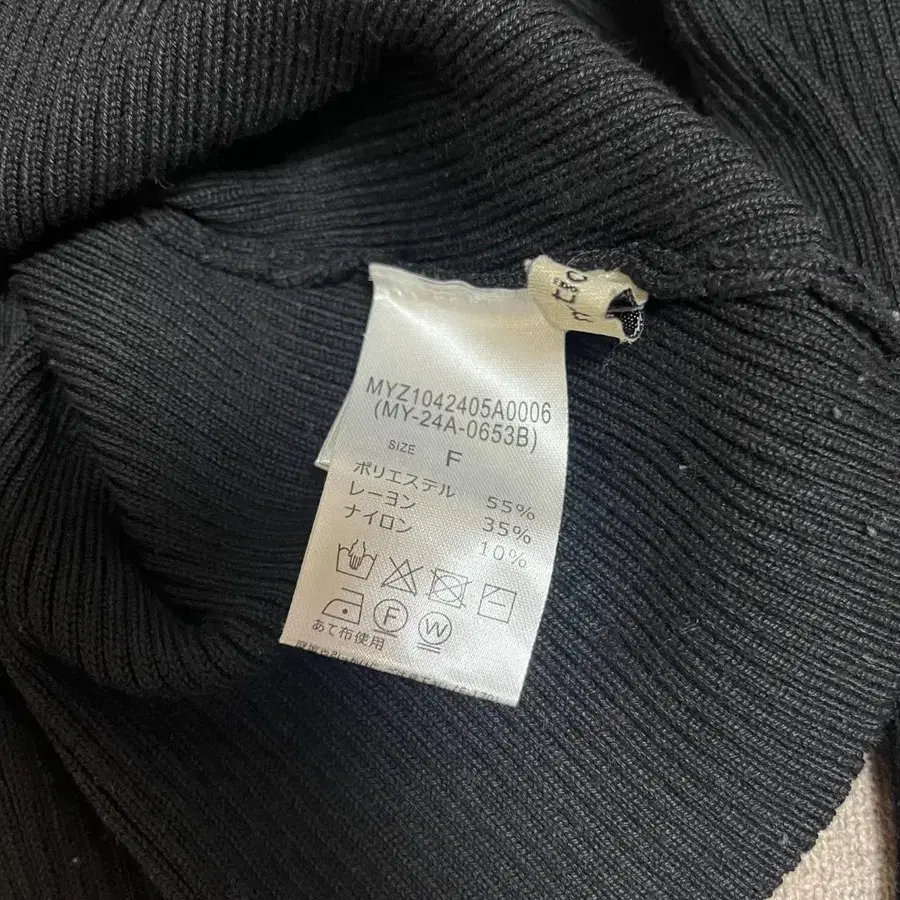 MYZ1042405A0006
(MY-24A-0653B)
SIZE F
ポリエステル 55%
レーヨン 35%
ナイロン 10%
F W
あて布使用